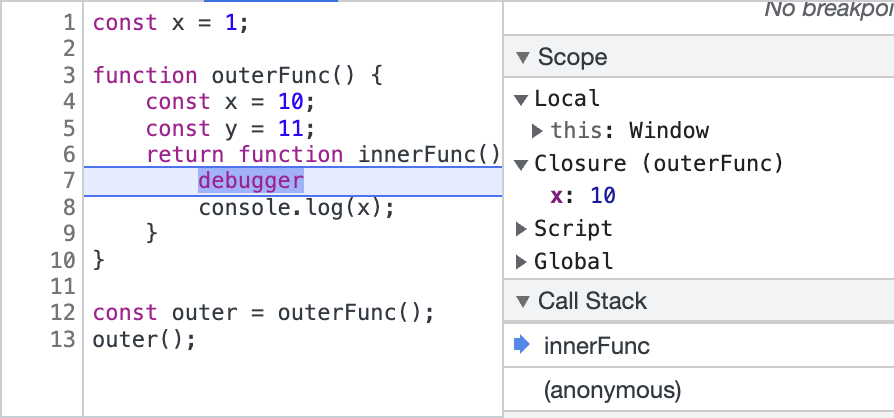 No breakpoi
1 const x = 1;
2
3 function outerFunc() {
4 const x = 10;
5 const y = 11;
6 return function innerFunc()
7 debugger
8 console.log(x);
9 }
10 }
11
12 const outer = outerFunc();
13 outer();
▼ Scope
▼ Local
▶ this: Window
▼ Closure (outerFunc)
x: 10
▶ Script
▶ Global
▼ Call Stack
innerFunc
(anonymous)